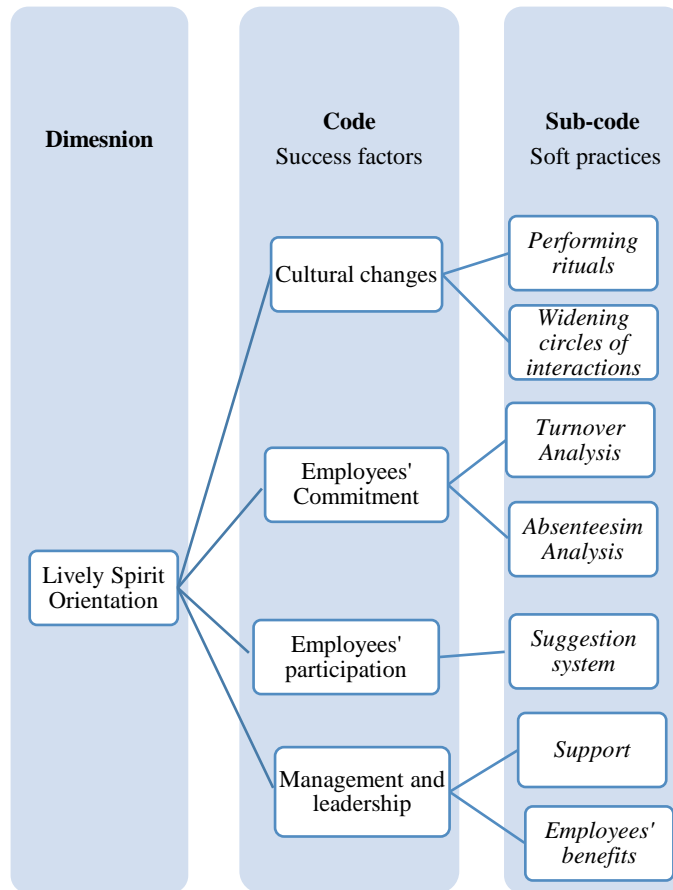 Dimesnion
Code
Success factors
Sub-code
Soft practices
Lively Spirit
Orientation
Cultural changes
Performing
rituals
Widening
circles of
interactions
Employees'
Commitment
Turnover
Analysis
Absenteesim
Analysis
Employees'
participation
Suggestion
system
Management and
leadership
Support
Employees'
benefits